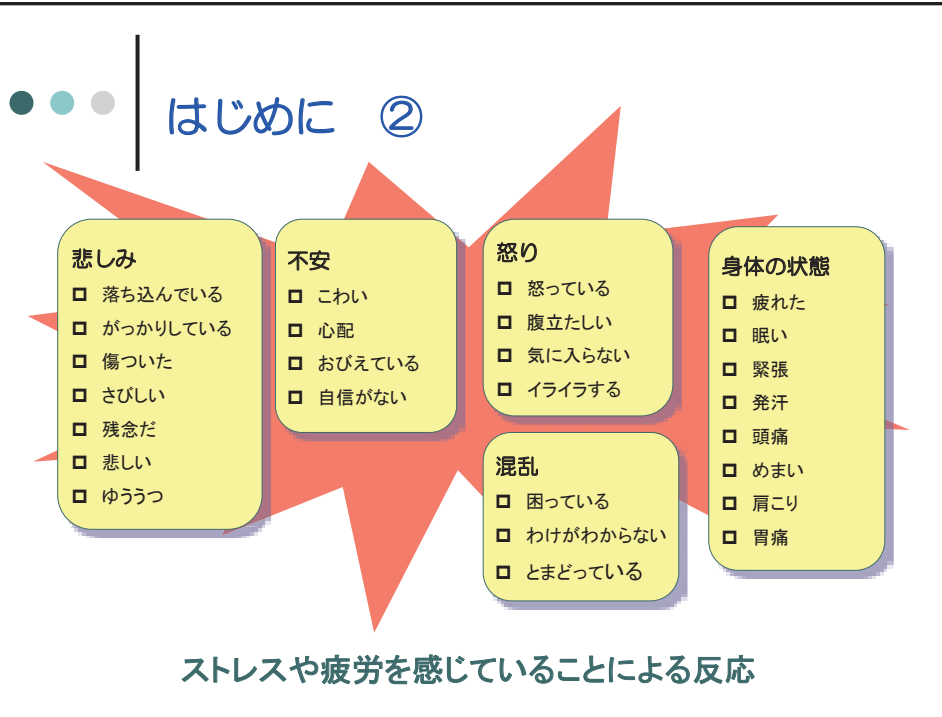 はじめに ②
悲しみ
落ち込んでいる
がっかりしている
傷ついた
さびしい
残念だ
悲しい
ゆううつ
不安
こわい
心配
おびえている
自信がない
怒り
怒っている
腹立たしい
気に入らない
イライラする
混乱
困っている
わけがわからない
とまどっている
身体の状態
疲れた
眠い
緊張
発汗
頭痛
めまい
肩こり
胃痛
ストレスや疲労を感じていることによる反応